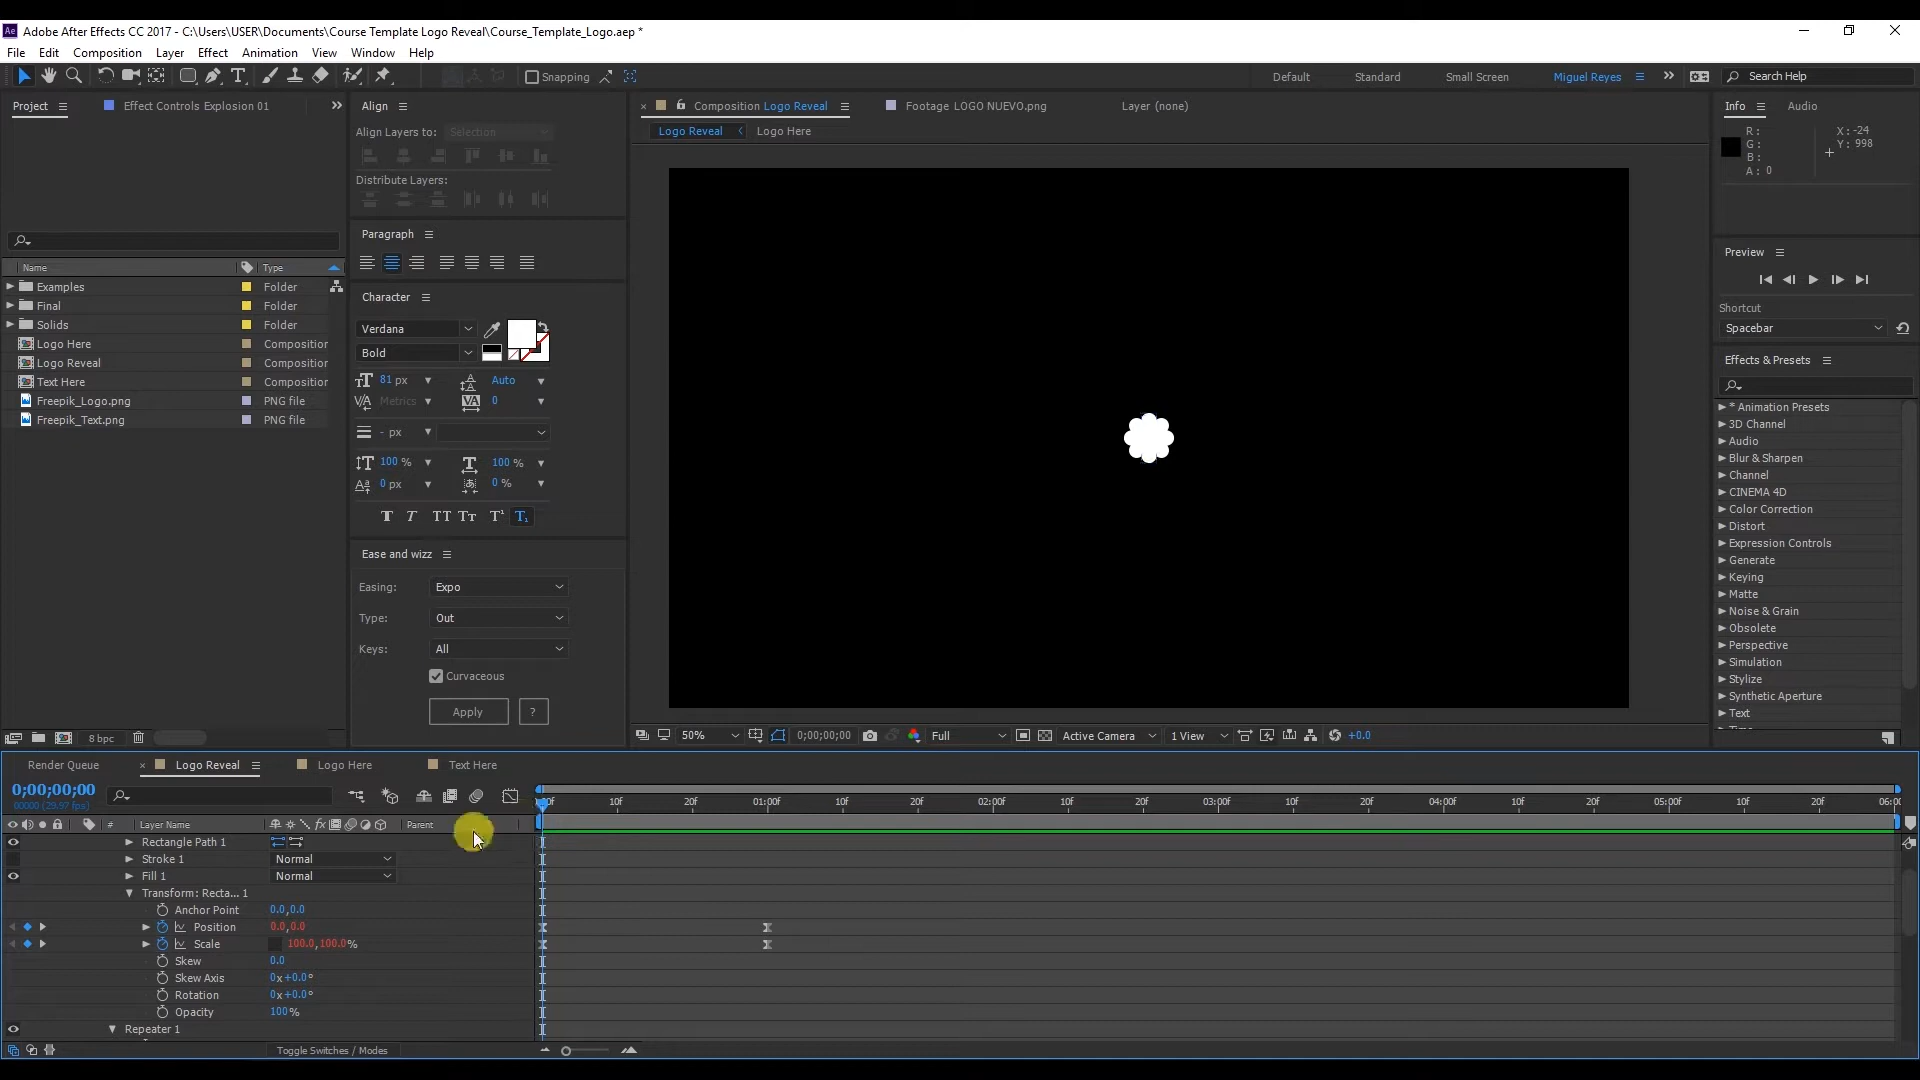 Adobe After Effects CC 2017 - C:\Users\USER\Documents\Course Template Logo Reveal\Course_Template_Logo.aep *
File Edit Composition Layer Effect Animation View Window Help
Snapping Default Standard Small Screen Miguel Reyes Search Help
Project Effect Controls Explosion 01
Name Type
Examples Folder
Final Folder
Solids Folder
Logo Here Composition
Logo Reveal Composition
Text Here Composition
Freepik_Logo.png PNG file
Freepik_Text.png PNG file
8 bpc
Align
Align Layers to: Selection
Distribute Layers:
Paragraph
Character
Verdana
Bold
81 px Auto
Metrics 0
- px
100 % 100 %
0 px 0 %
Ease and wizz
Easing: Expo
Type: Out
Keys: All
Curvaceous
Apply ?
Composition Logo Reveal Footage LOGO NUEVO.png Layer (none)
Logo Reveal Logo Here
50% 0;00;00;00 Full Active Camera 1 View +0.0
Info Audio
R: X: -24
G: Y: 998
B:
A: 0
Preview
Shortcut
Spacebar
Effects & Presets
* Animation Presets
3D Channel
Audio
Blur & Sharpen
Channel
CINEMA 4D
Color Correction
Distort
Expression Controls
Generate
Keying
Matte
Noise & Grain
Obsolete
Perspective
Simulation
Stylize
Synthetic Aperture
Text
Render Queue Logo Reveal Logo Here Text Here
0;00;00;00
00000 (29.97 fps)
10f 20f 01:00f 10f 20f 02:00f 10f 20f 03:00f 10f 20f 04:00f 10f 20f 05:00f 10f 20f
# Layer Name Parent
Rectangle Path 1
Stroke 1 Normal
Fill 1 Normal
Transform: Recta... 1
Anchor Point 0.0,0.0
Position 0.0,0.0
Scale 100.0,100.0%
Skew 0.0
Skew Axis 0x+0.0°
Rotation 0x+0.0°
Opacity 100%
Repeater 1
Toggle Switches / Modes